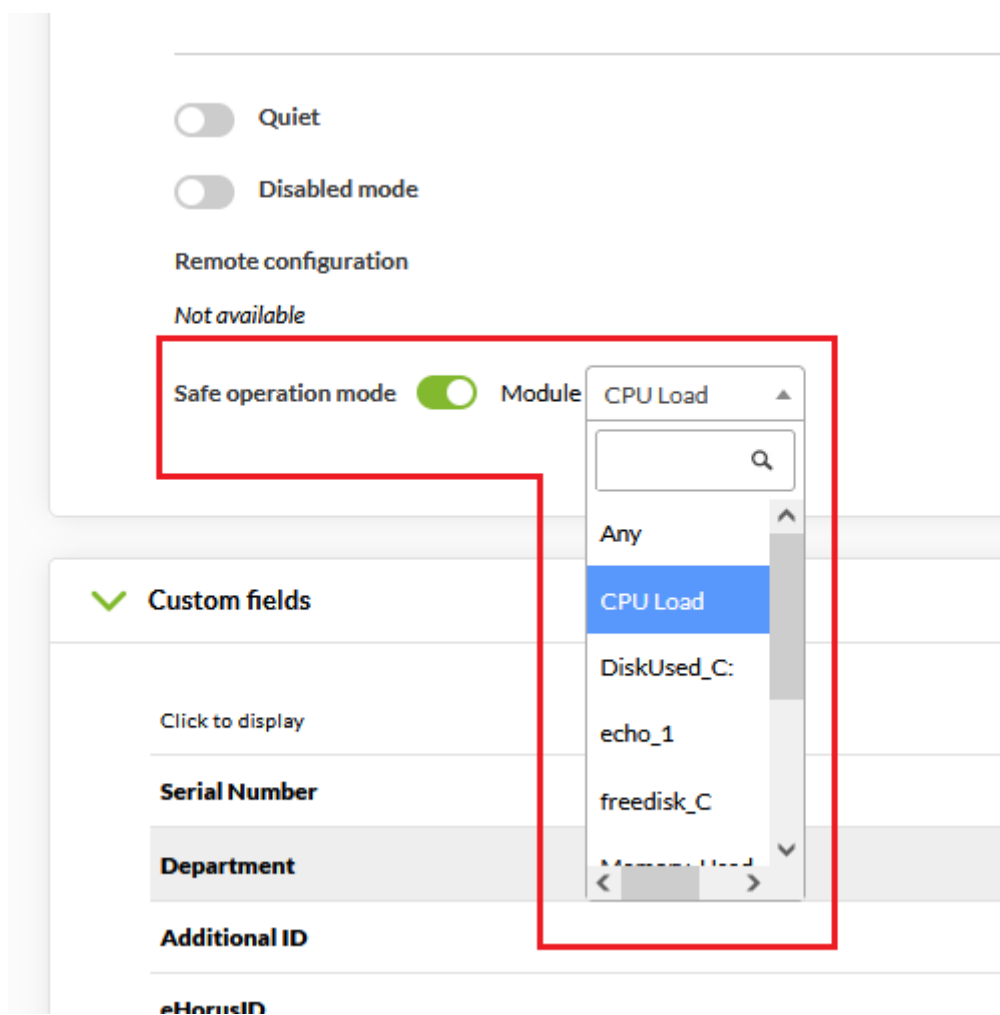 Quiet
Disabled mode
Remote configuration
Not available
Safe operation mode Module CPU Load
Any
CPU Load
DiskUsed_C:
echo_1
freedisk_C
Custom fields
Click to display
Serial Number
Department
Additional ID
eHorusID